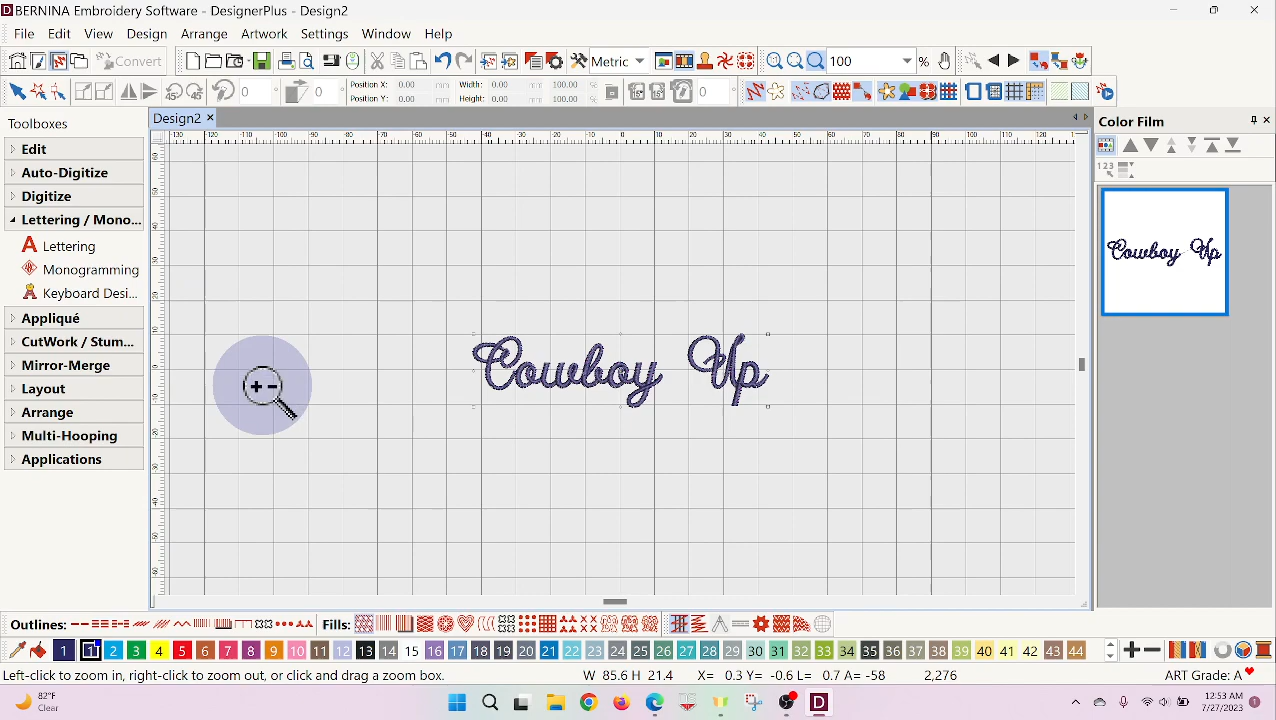 BERNINA Embroidery Software - DesignerPlus - Design2
File Edit View Design Arrange Artwork Settings Window Help
Convert Metric 100 %
0 0 Position X: 0.00 Width: 0.00 100.00 0
Position Y: 0.00 Height: 0.00 100.00
Toolboxes
Design2
Color Film
Edit
Auto-Digitize
Digitize
Lettering / Mono...
Lettering
Monogramming
Keyboard Desi...
Appliqué
CutWork / Stum...
Mirror-Merge
Layout
Arrange
Multi-Hooping
Applications
Cowboy Up
Cowboy Up
Outlines: Fills:
1 1 2 3 4 5 6 7 8 9 10 11 12 13 14 15 16 17 18 19 20 21 22 23 24 25 26 27 28 29 30 31 32 33 34 35 36 37 38 39 40 41 42 43 44
Left-click to zoom in, right-click to zoom out, or click and drag a zoom box. W 85.6 H 21.4 X= 0.3 Y= -0.6 L= 0.7 A= -58 2,276 ART Grade: A
82°F
Clear
12:53 AM
7/27/2023